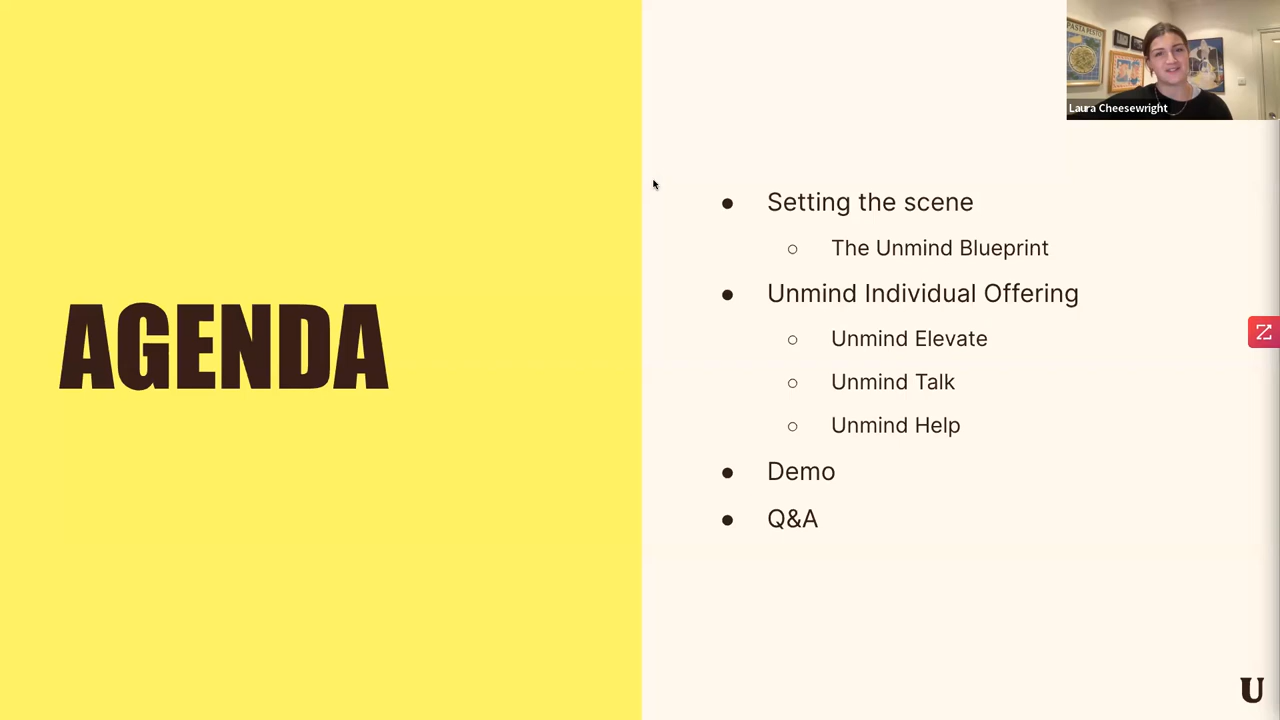 Laura Cheesewright
AGENDA
● Setting the scene
○ The Unmind Blueprint
● Unmind Individual Offering
○ Unmind Elevate
○ Unmind Talk
○ Unmind Help
● Demo
● Q&A
U